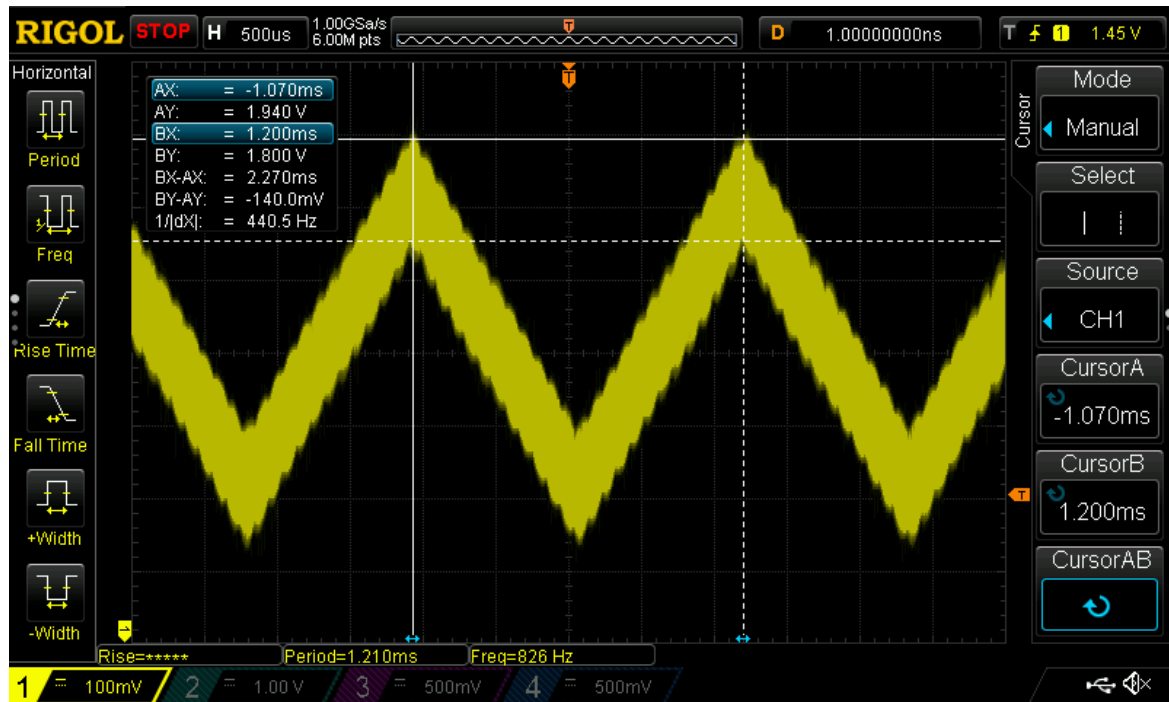 RIGOL STOP H 500us 1.00GSa/s 6.00M pts T D 1.00000000ns T 1 1.45 V
Horizontal
Period
Freq
Rise Time
Fall Time
+Width
-Width
AX: = -1.070ms
AY: = 1.940 V
BX: = 1.200ms
BY: = 1.800 V
BX-AX: = 2.270ms
BY-AY: = -140.0mV
1/|dX|: = 440.5 Hz
T
T
Cursor
Mode
Manual
Select
Source
CH1
CursorA
-1.070ms
CursorB
1.200ms
CursorAB
Rise=***** Period=1.210ms Freq=826 Hz
1 100mV 2 1.00 V 3 500mV 4 500mV